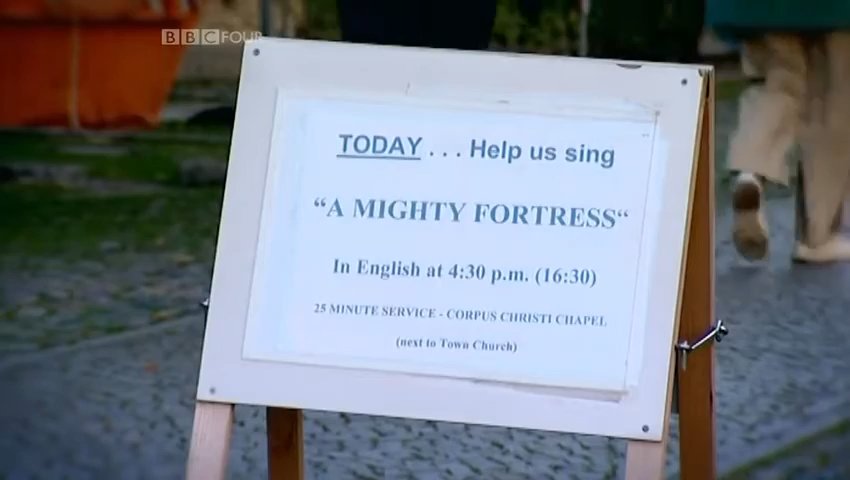 BBC FOUR
TODAY . . . Help us sing
“A MIGHTY FORTRESS“
In English at 4:30 p.m. (16:30)
25 MINUTE SERVICE - CORPUS CHRISTI CHAPEL
(next to Town Church)